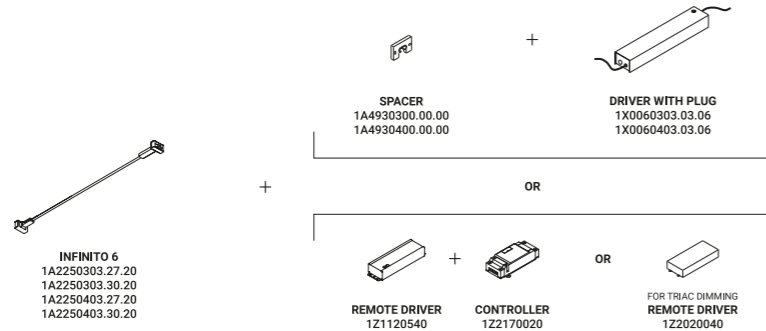 SPACER
1A4930300.00.00
1A4930400.00.00
+
DRIVER WITH PLUG
1X0060303.03.06
1X0060403.03.06
INFINITO 6
1A2250303.27.20
1A2250303.30.20
1A2250403.27.20
1A2250403.30.20
+
OR
REMOTE DRIVER
1Z1120540
+
CONTROLLER
1Z2170020
OR
FOR TRIAC DIMMING
REMOTE DRIVER
1Z2020040